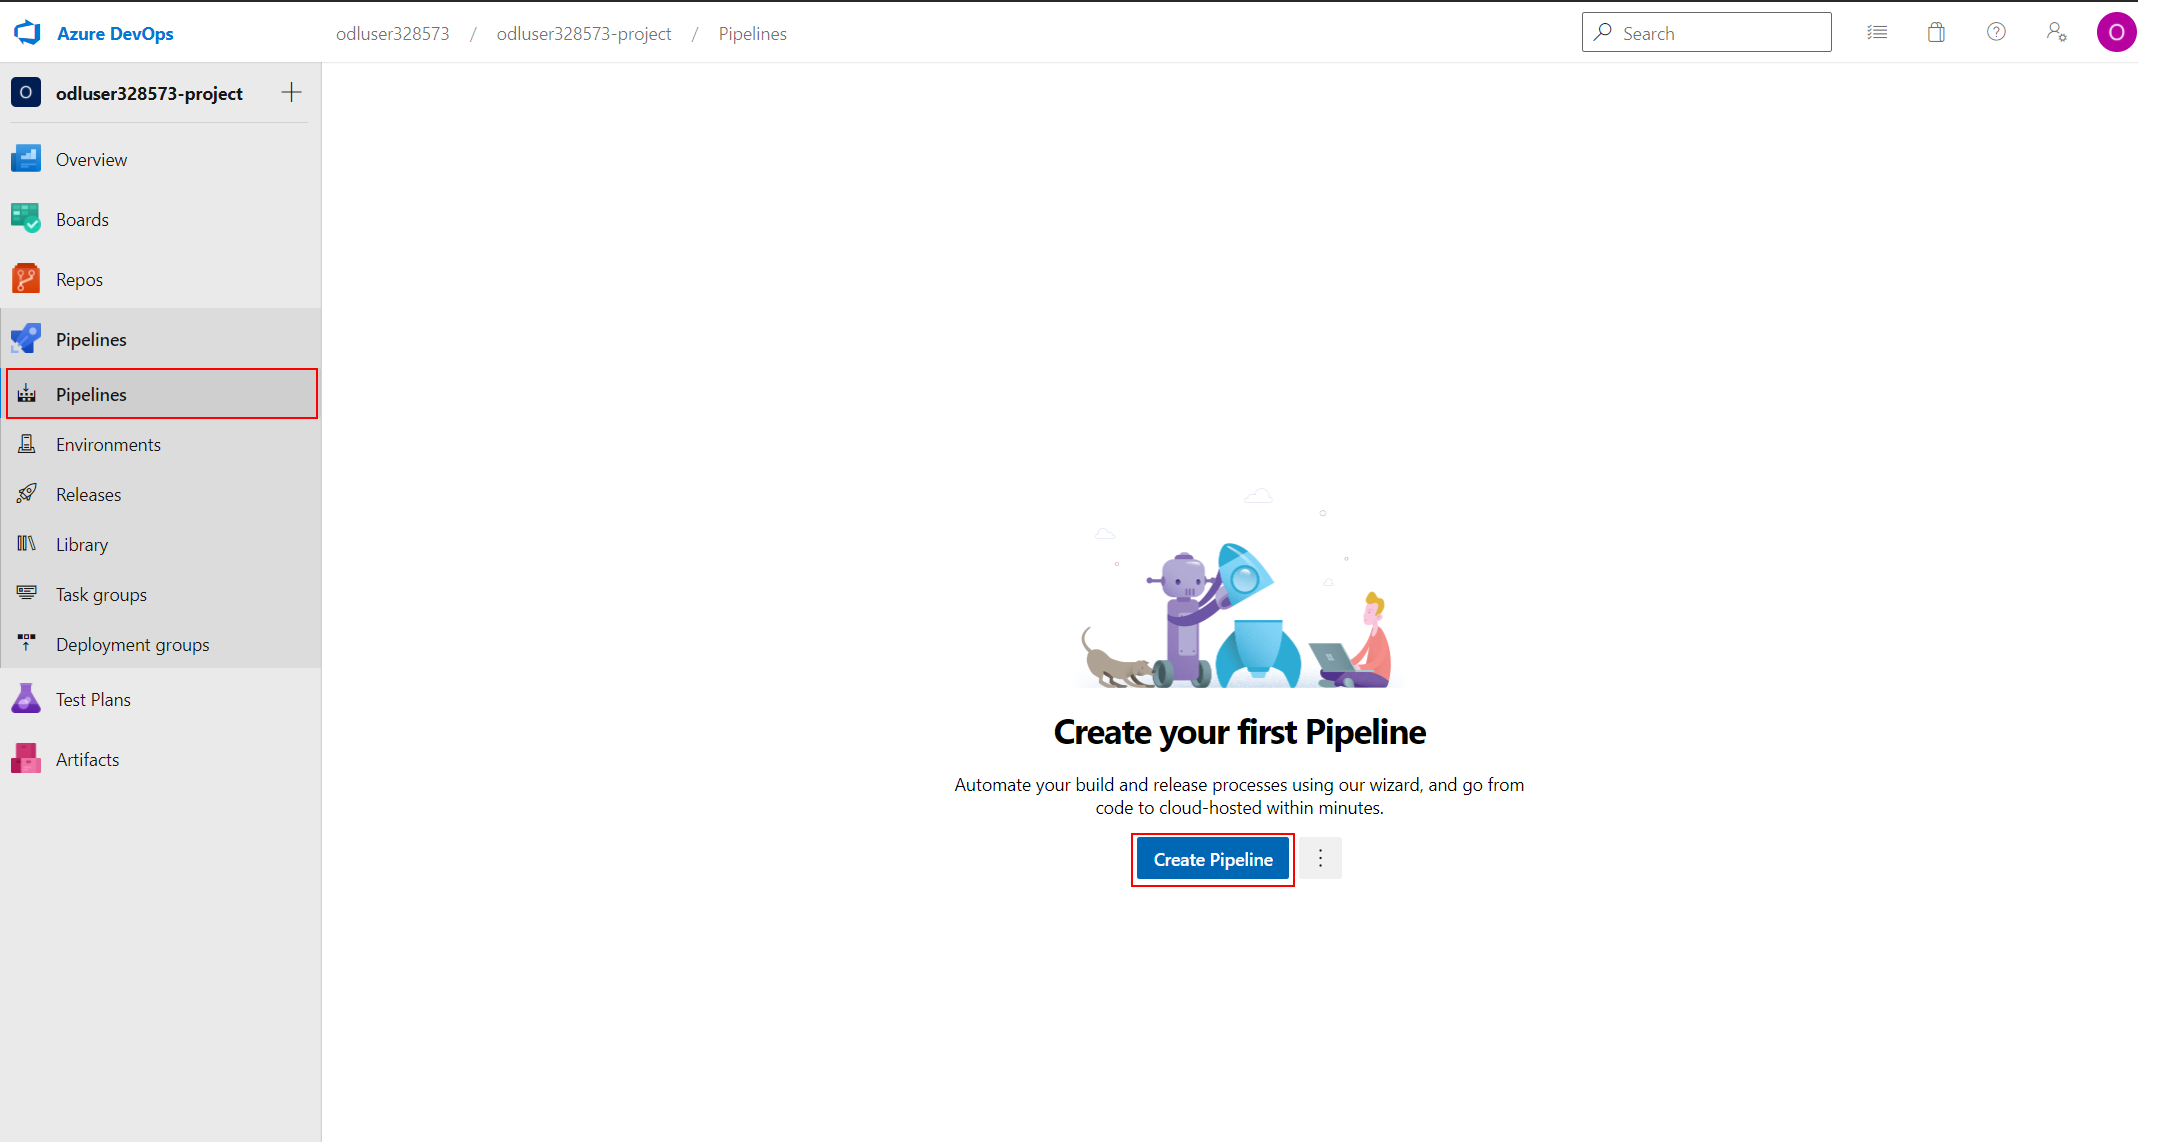 Azure DevOps
odluser328573 / odluser328573-project / Pipelines
Search
O
O
odluser328573-project
Overview
Boards
Repos
Pipelines
Pipelines
Environments
Releases
Library
Task groups
Deployment groups
Test Plans
Artifacts
Create your first Pipeline
Automate your build and release processes using our wizard, and go from
code to cloud-hosted within minutes.
Create Pipeline